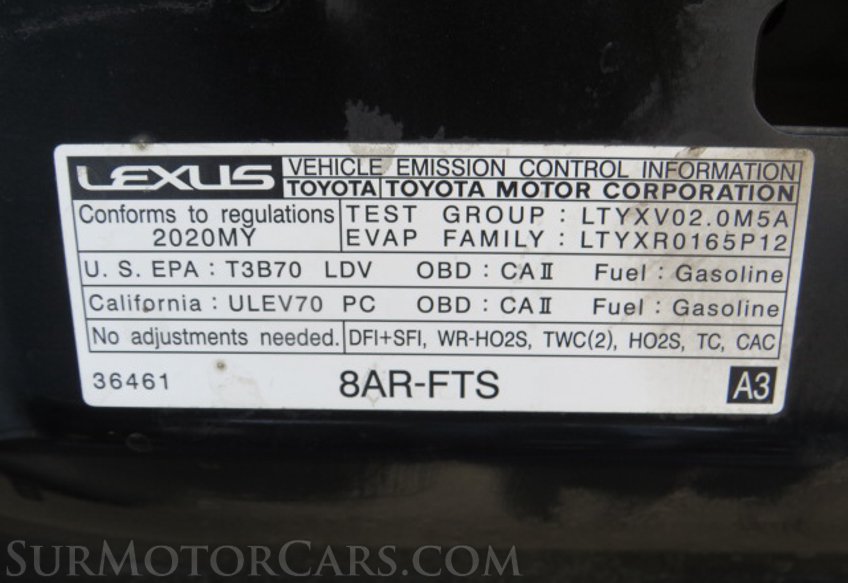 LEXUS VEHICLE EMISSION CONTROL INFORMATION
TOYOTA TOYOTA MOTOR CORPORATION
Conforms to regulations TEST GROUP : LTYXV02.0M5A
2020MY EVAP FAMILY : LTYXR0165P12
U. S. EPA : T3B70 LDV OBD : CAII Fuel : Gasoline
California : ULEV70 PC OBD : CAII Fuel : Gasoline
No adjustments needed. DFI+SFI, WR-HO2S, TWC(2), HO2S, TC, CAC
36461 8AR-FTS A3
SURMOTORCARS.COM